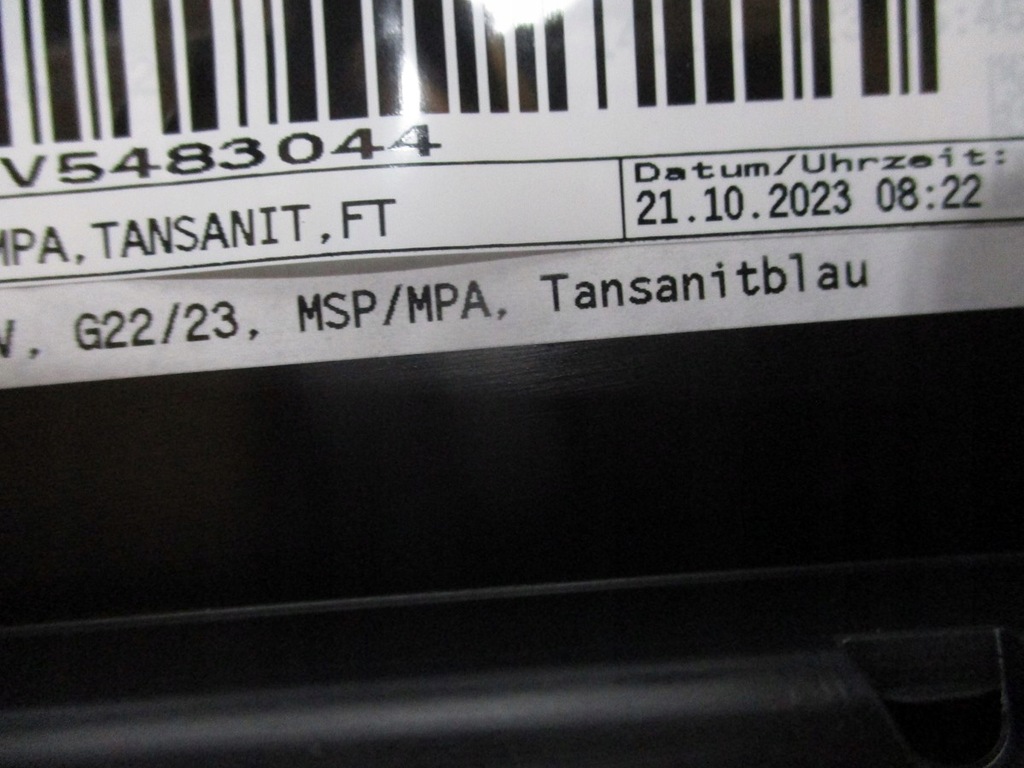 V5483044
Datum/Uhrzeit:
MPA,TANSANIT,FT
21.10.2023 08:22
, G22/23, MSP/MPA, Tansanitblau